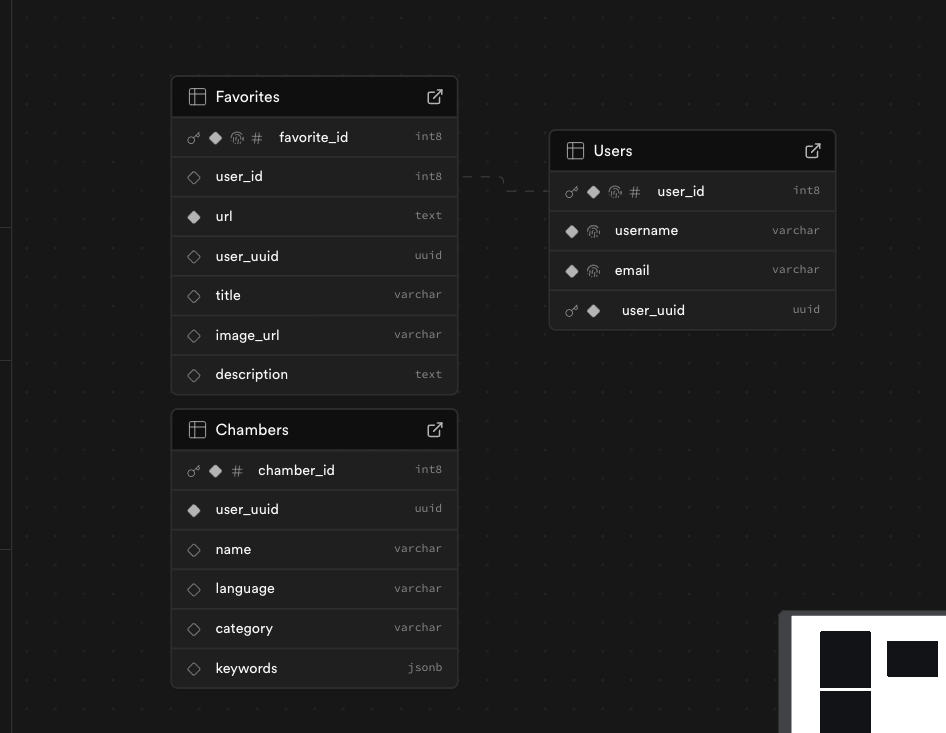 Favorites
# favorite_id int8
user_id int8
url text
user_uuid uuid
title varchar
image_url varchar
description text
Users
# user_id int8
username varchar
email varchar
user_uuid uuid
Chambers
# chamber_id int8
user_uuid uuid
name varchar
language varchar
category varchar
keywords jsonb